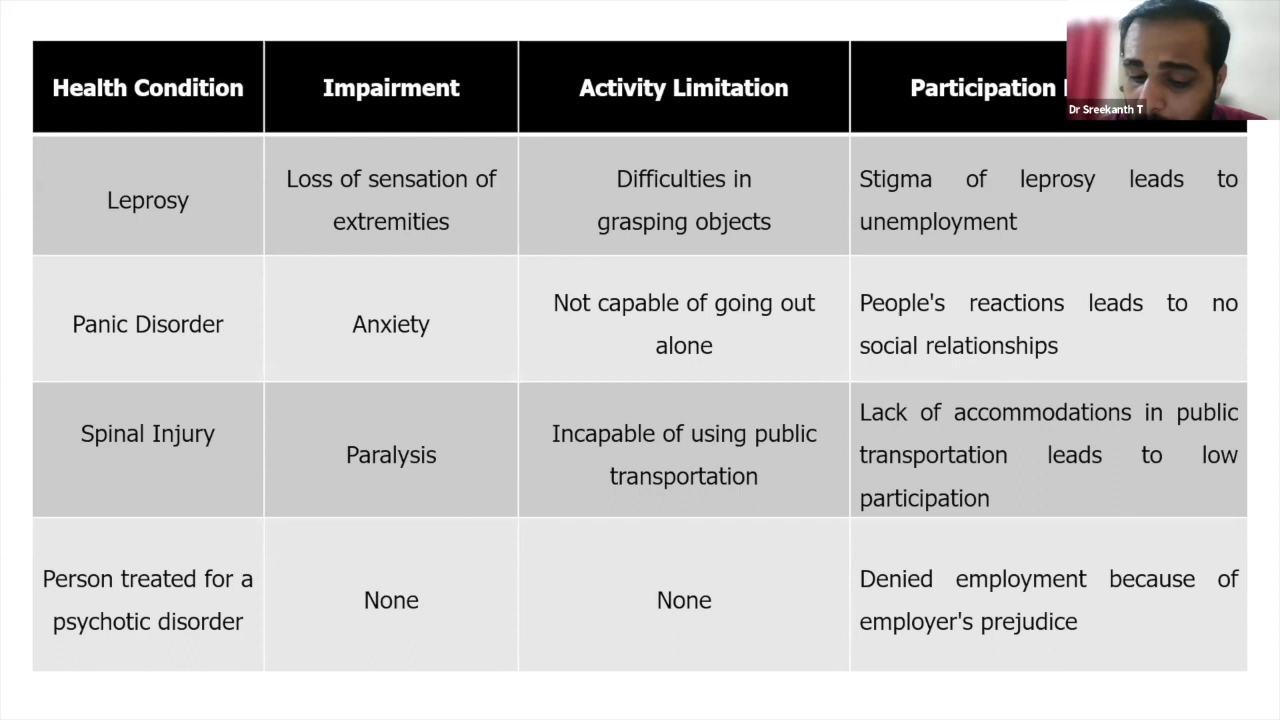 Health Condition
Impairment
Activity Limitation
Participation
Dr Sreekanth T
Leprosy
Loss of sensation of
extremities
Difficulties in
grasping objects
Stigma of leprosy leads to
unemployment
Panic Disorder
Anxiety
Not capable of going out
alone
People's reactions leads to no
social relationships
Spinal Injury
Paralysis
Incapable of using public
transportation
Lack of accommodations in public
transportation leads to low
participation
Person treated for a
psychotic disorder
None
None
Denied employment because of
employer's prejudice